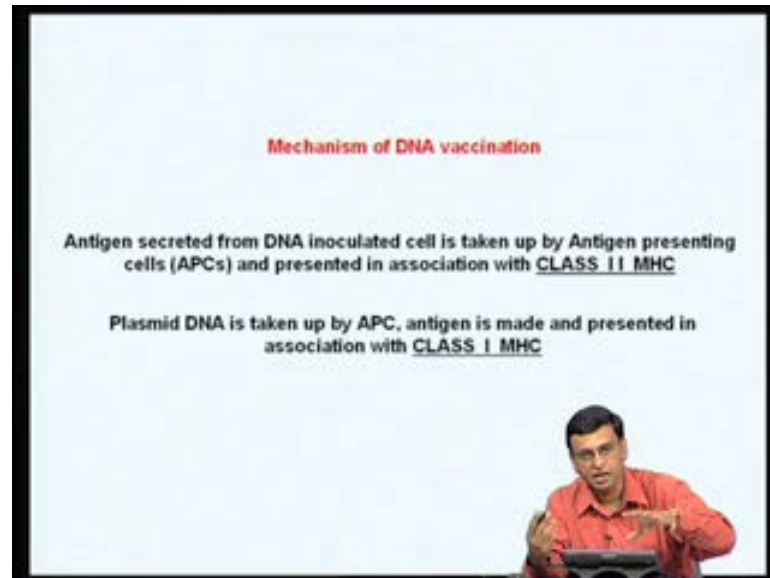 Mechanism of DNA vaccination
Antigen secreted from DNA inoculated cell is taken up by Antigen presenting
cells (APCs) and presented in association with CLASS II MHC
Plasmid DNA is taken up by APC, antigen is made and presented in
association with CLASS I MHC